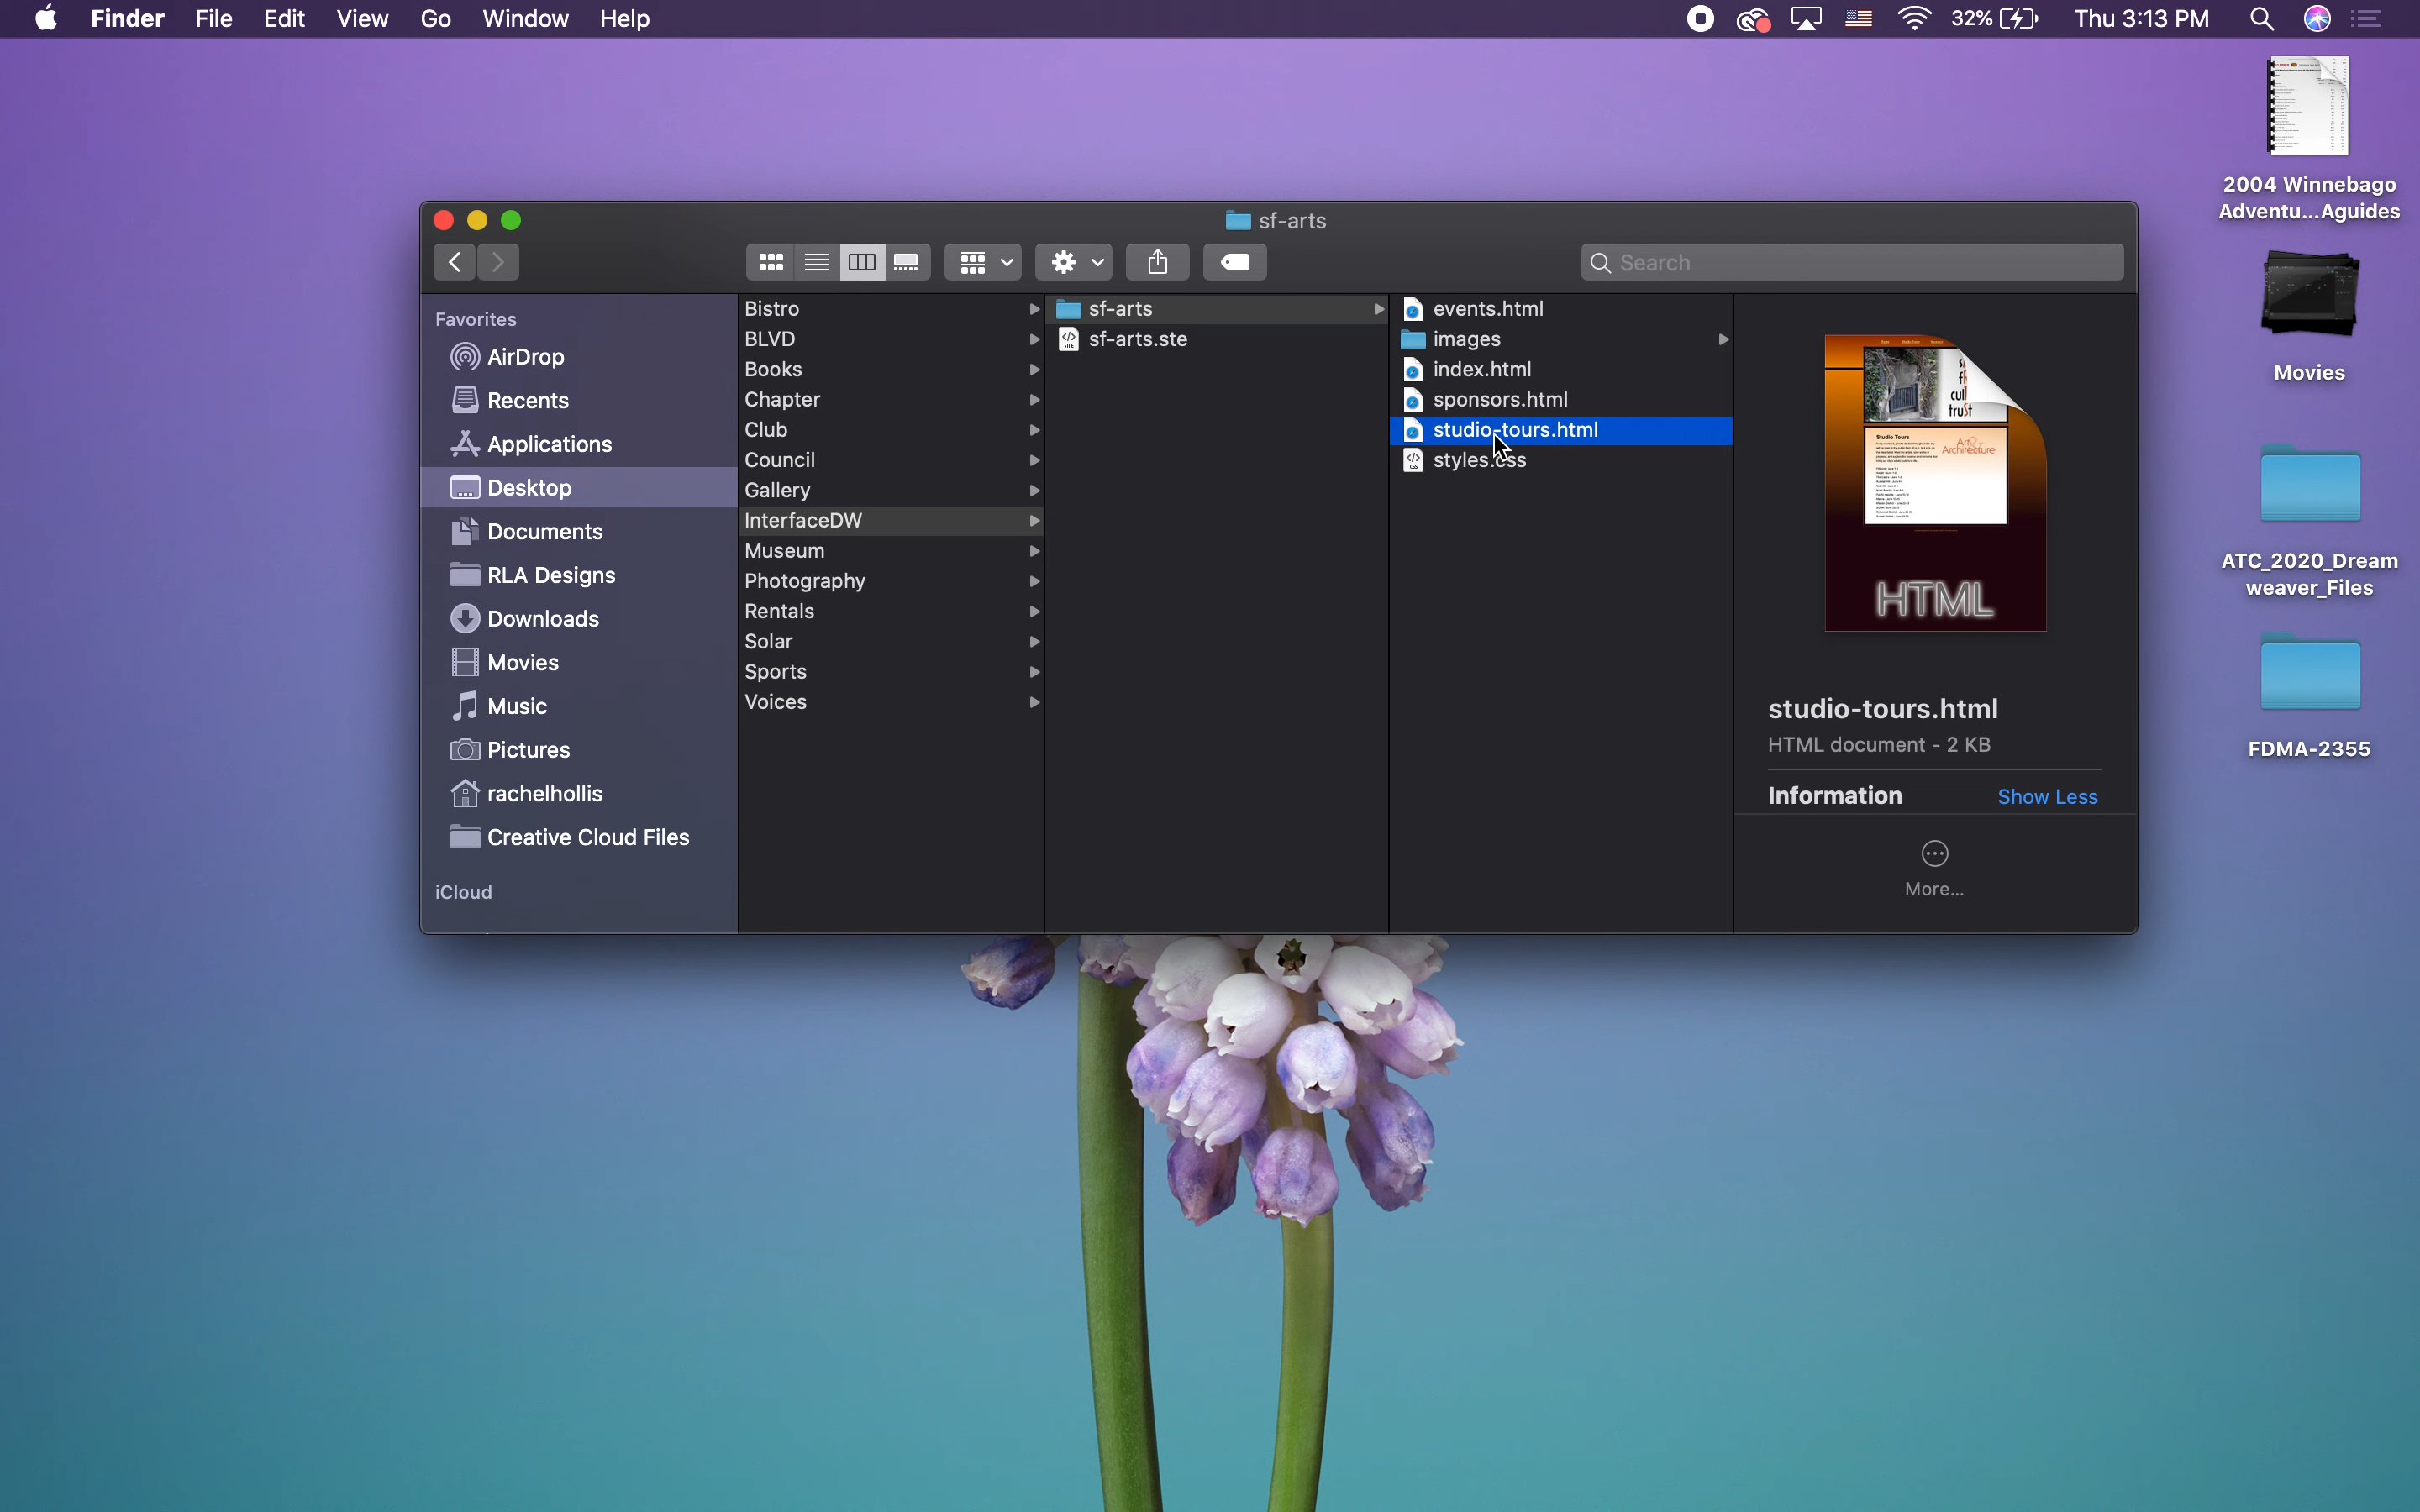 Finder File Edit View Go Window Help 32% Thu 3:13 PM
2004 Winnebago
Adventu...Aguides
Movies
ATC_2020_Dream
weaver_Files
FDMA-2355
sf-arts
Search
Favorites
AirDrop
Recents
Applications
Desktop
Documents
RLA Designs
Downloads
Movies
Music
Pictures
rachelhollis
Creative Cloud Files
iCloud
Bistro
BLVD
Books
Chapter
Club
Council
Gallery
InterfaceDW
Museum
Photography
Rentals
Solar
Sports
Voices
sf-arts
sf-arts.ste
events.html
images
index.html
sponsors.html
studio-tours.html
styles.css
Studio Tours
Art &
Architecture
HTML
studio-tours.html
HTML document - 2 KB
Information Show Less
More...